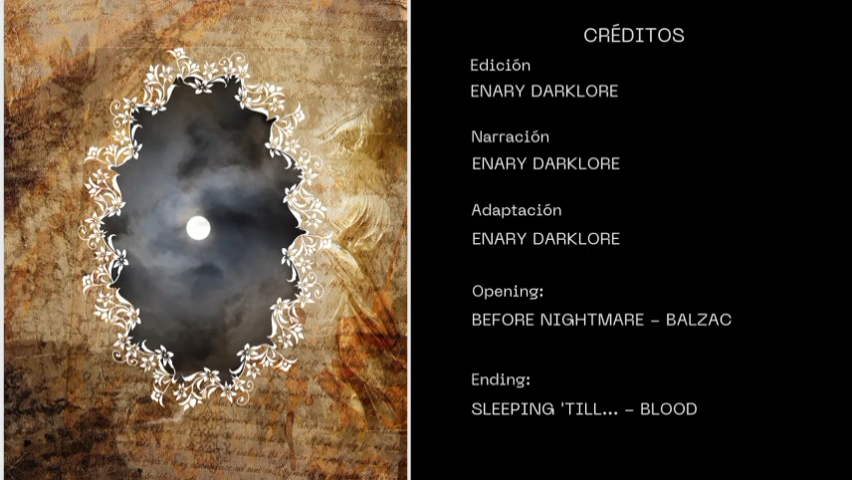 CRÉDITOS
Edición
ENARY DARKLORE
Narración
ENARY DARKLORE
Adaptación
ENARY DARKLORE
Opening:
BEFORE NIGHTMARE – BALZAC
Ending:
SLEEPING 'TILL... – BLOOD